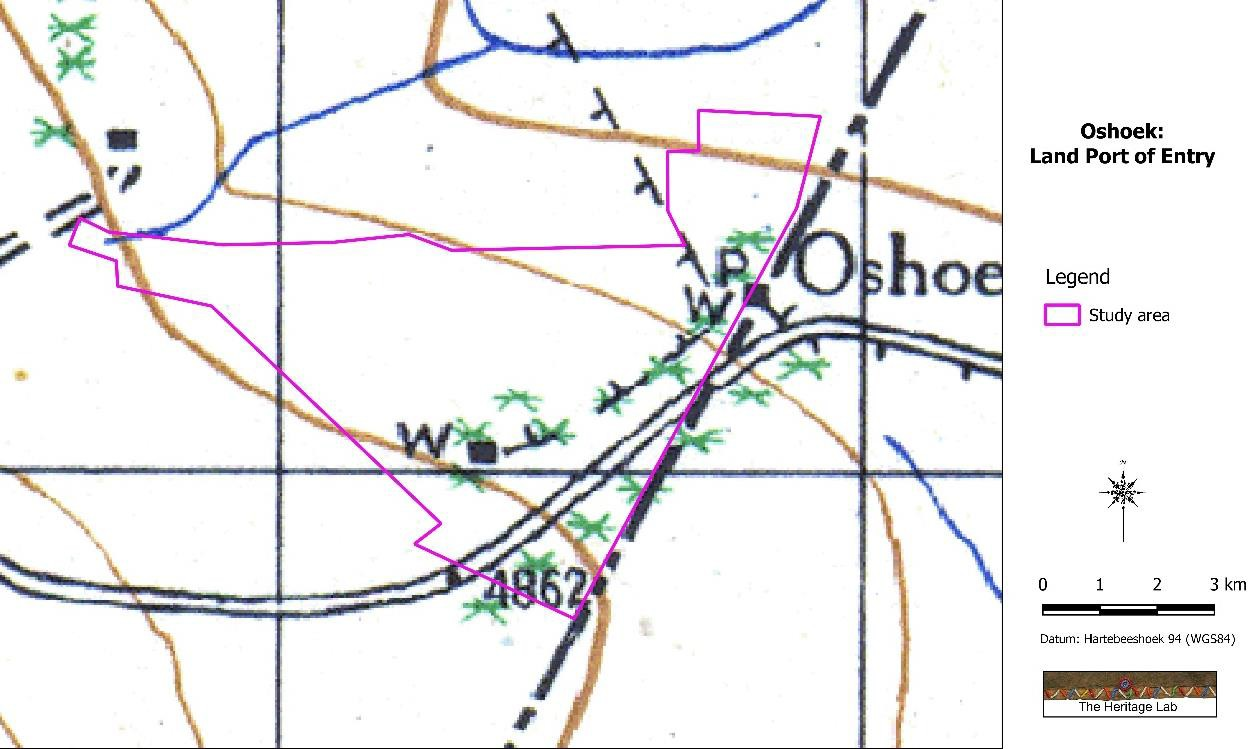 P
Oshoe
W
W
4862
Oshoek:
Land Port of Entry
Legend
Study area
0 1 2 3 km
Datum: Hartebeeshoek 94 (WGS84)
The Heritage Lab